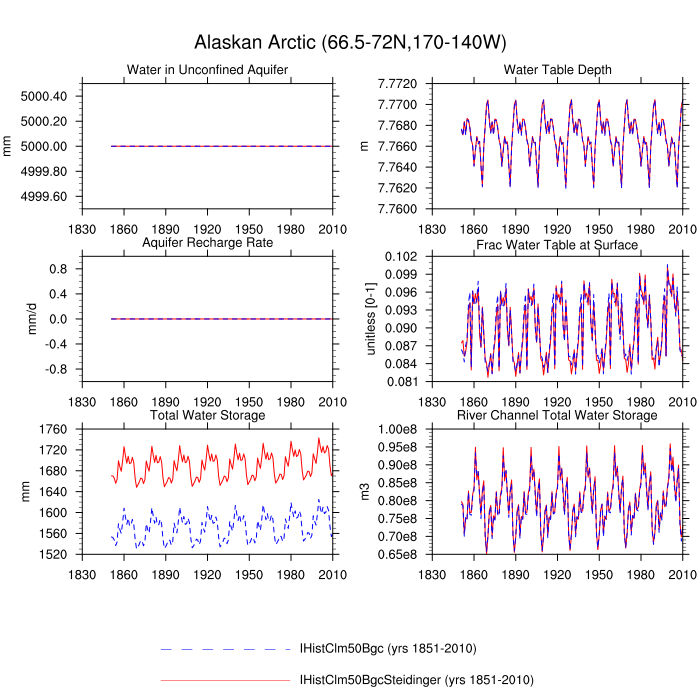 Alaskan Arctic (66.5-72N,170-140W)
Water in Unconfined Aquifer
5000.40
5000.20
5000.00
4999.80
4999.60
mm
1830 1860 1890 1920 1950 1980 2010
Water Table Depth
7.7720
7.7700
7.7680
7.7660
7.7640
7.7620
7.7600
m
1830 1860 1890 1920 1950 1980 2010
Aquifer Recharge Rate
0.8
0.4
0.0
-0.4
-0.8
mm/d
1830 1860 1890 1920 1950 1980 2010
Frac Water Table at Surface
0.102
0.099
0.096
0.093
0.090
0.087
0.084
0.081
unitless [0-1]
1830 1860 1890 1920 1950 1980 2010
Total Water Storage
1760
1720
1680
1640
1600
1560
1520
mm
1830 1860 1890 1920 1950 1980 2010
River Channel Total Water Storage
1.00e8
0.95e8
0.90e8
0.85e8
0.80e8
0.75e8
0.70e8
0.65e8
m3
1830 1860 1890 1920 1950 1980 2010
IHistClm50Bgc (yrs 1851-2010)
IHistClm50BgcSteidinger (yrs 1851-2010)